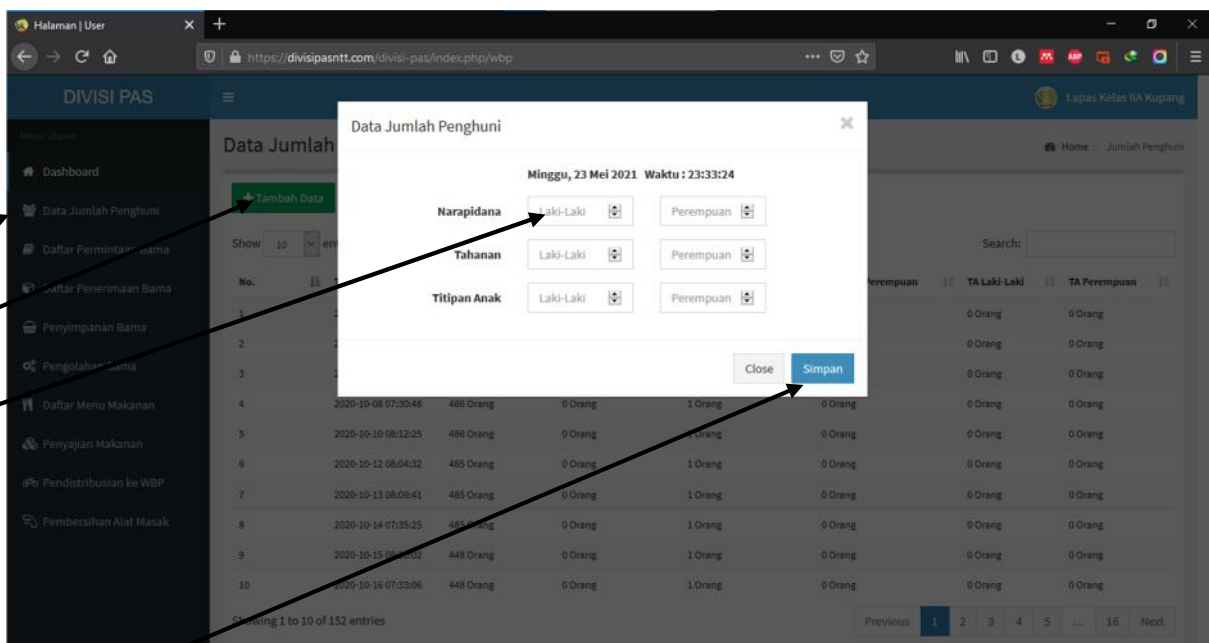 Halaman | User
https://divisipasntt.com/divisi-pas/index.php/wbp
DIVISI PAS
Lapas Kelas IIA Kupang
Menu Utama
Dashboard
Data Jumlah Penghuni
Daftar Permintaan Bama
Daftar Penerimaan Bama
Penyimpanan Bama
Pengolahan Bama
Daftar Menu Makanan
Penyajian Makanan
Pendistribusian ke WBP
Pembersihan Alat Masak
Data Jumlah
Home Jumlah Penghuni
Tambah Data
Show 10
Search:
Data Jumlah Penghuni
Minggu, 23 Mei 2021 Waktu : 23:33:24
Narapidana Laki-Laki Perempuan
Tahanan Laki-Laki Perempuan
Titipan Anak Laki-Laki Perempuan
Close Simpan
No. Perempuan TA Laki-Laki TA Perempuan
1 0 Orang 0 Orang
2 0 Orang 0 Orang
3 0 Orang 0 Orang
4 2020-10-08 07:30:48 486 Orang 0 Orang 1 Orang 0 Orang 0 Orang 0 Orang
5 2020-10-10 08:12:25 486 Orang 0 Orang Orang 0 Orang 0 Orang 0 Orang
6 2020-10-12 08:04:32 485 Orang 0 Orang 1 Orang 0 Orang 0 Orang 0 Orang
7 2020-10-13 08:09:41 485 Orang 0 Orang 1 Orang 0 Orang 0 Orang 0 Orang
8 2020-10-14 07:35:25 485 Orang 0 Orang 1 Orang 0 Orang 0 Orang 0 Orang
9 2020-10-15 448 Orang 0 Orang 1 Orang 0 Orang 0 Orang 0 Orang
10 2020-10-16 07:33:06 448 Orang 0 Orang 1 Orang 0 Orang 0 Orang 0 Orang
Showing 1 to 10 of 152 entries
Previous 1 2 3 4 5 ... 16 Next